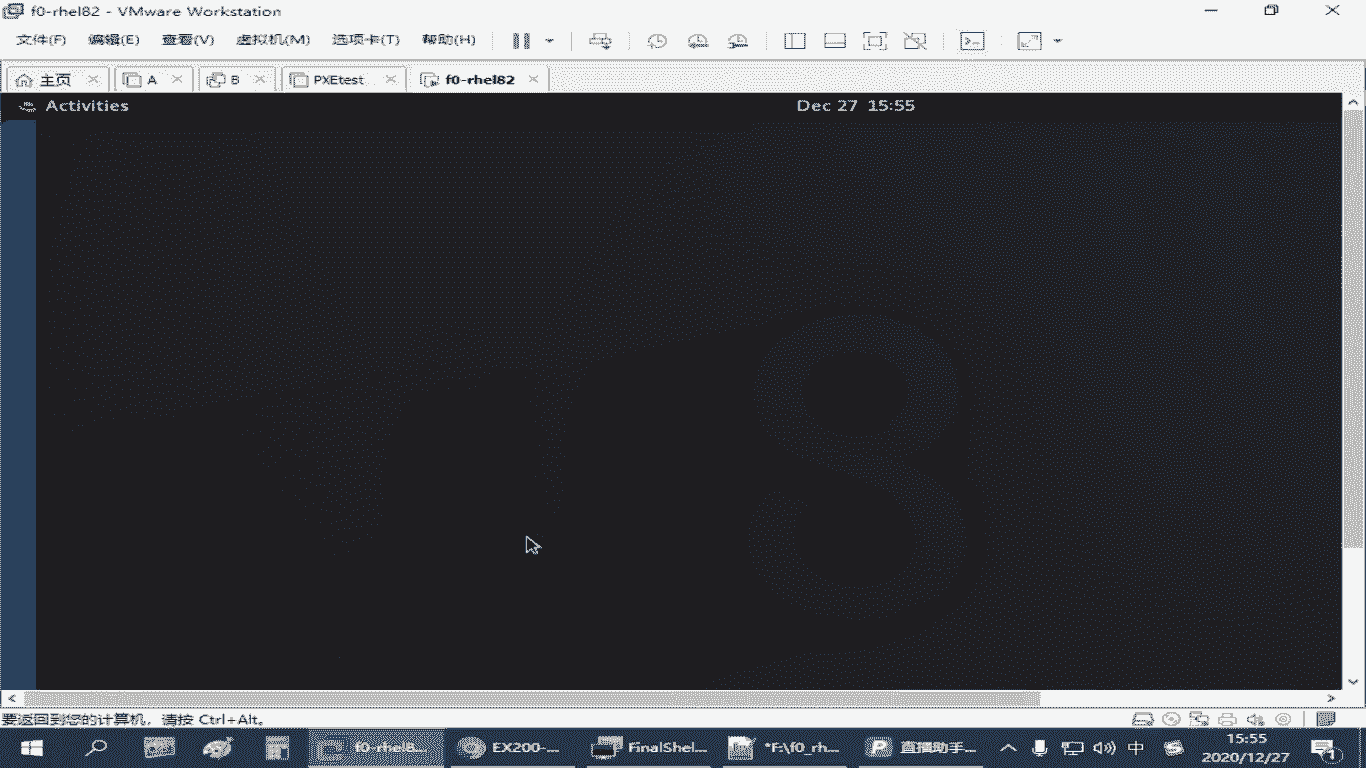 f0-rhel82 - VMware Workstation
文件(F) 编辑(E) 查看(V) 虚拟机(M) 选项卡(T) 帮助(H)
主页 A B PXEtest f0-rhel82
Activities Dec 27 15:55
要返回到您的计算机，请按 Ctrl+Alt。
f0-rhel8... EX200-... FinalShel... *F:\f0_rh... 直播助手... 中 15:55
2020/12/27 1